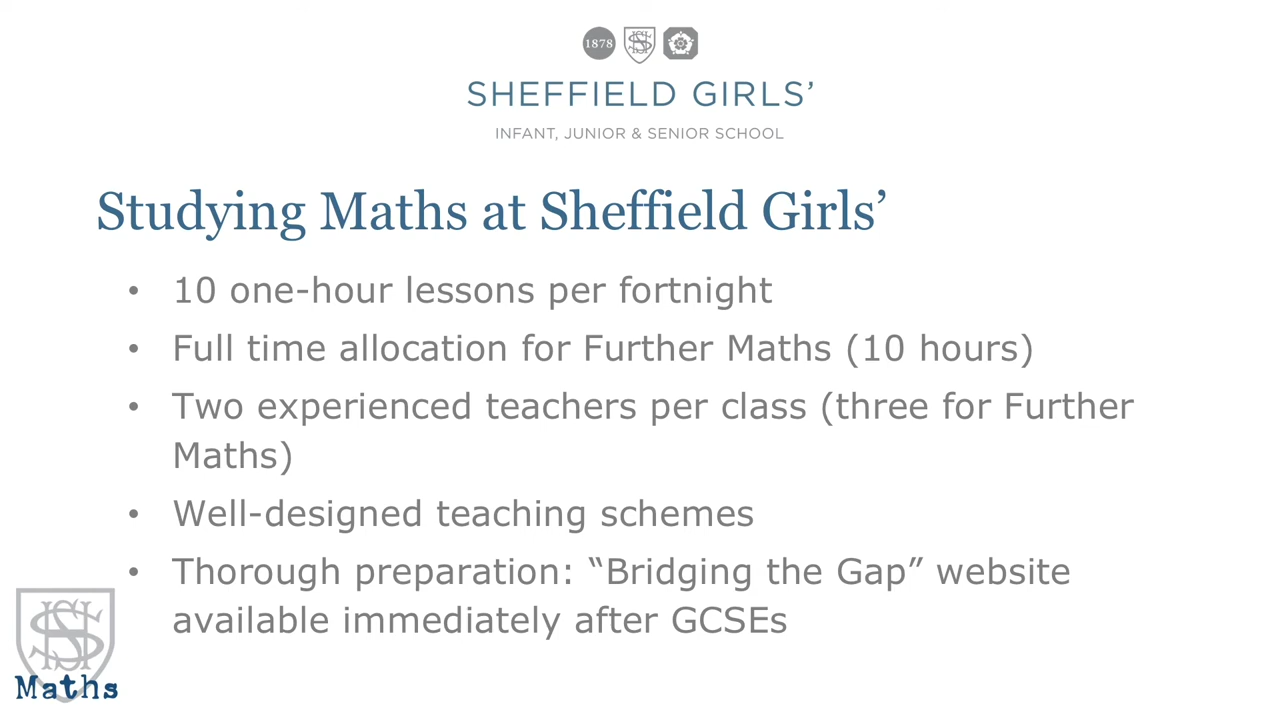 1878
SHEFFIELD GIRLS’
INFANT, JUNIOR & SENIOR SCHOOL
Studying Maths at Sheffield Girls’
• 10 one-hour lessons per fortnight
• Full time allocation for Further Maths (10 hours)
• Two experienced teachers per class (three for Further
Maths)
• Well-designed teaching schemes
• Thorough preparation: “Bridging the Gap” website
available immediately after GCSEs
Maths